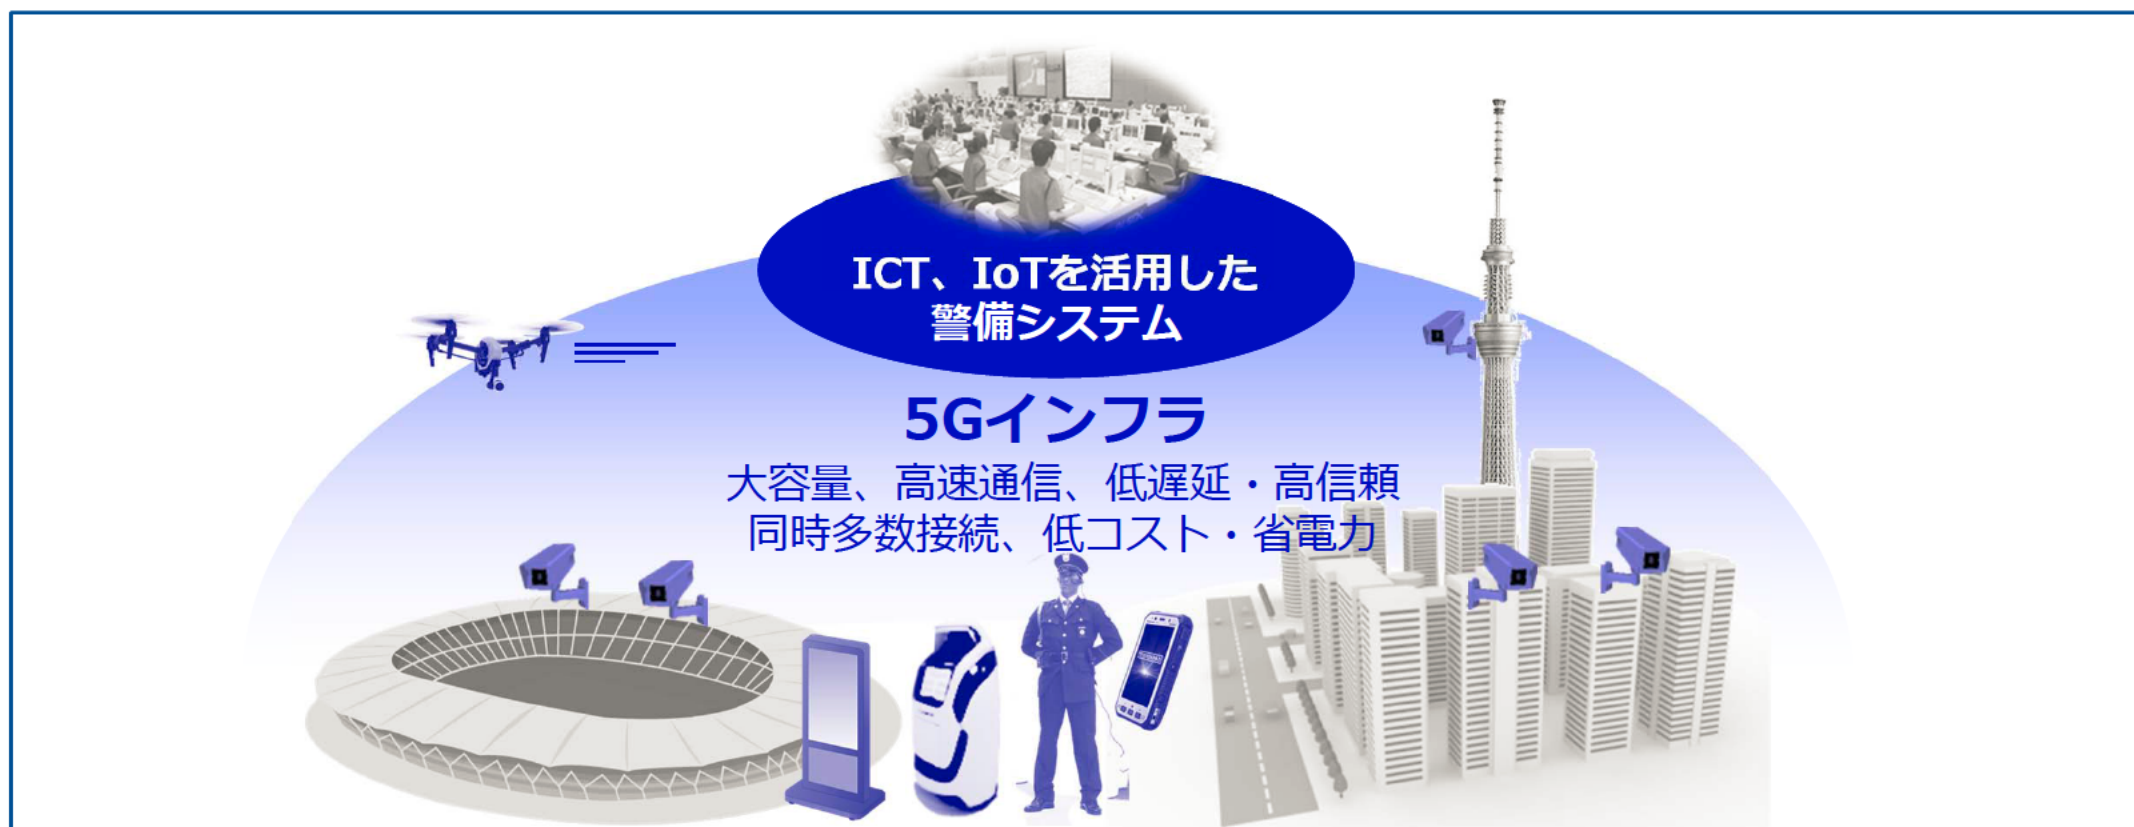 ICT、IoTを活用した
警備システム
5Gインフラ
大容量、高速通信、低遅延・高信頼
同時多数接続、低コスト・省電力